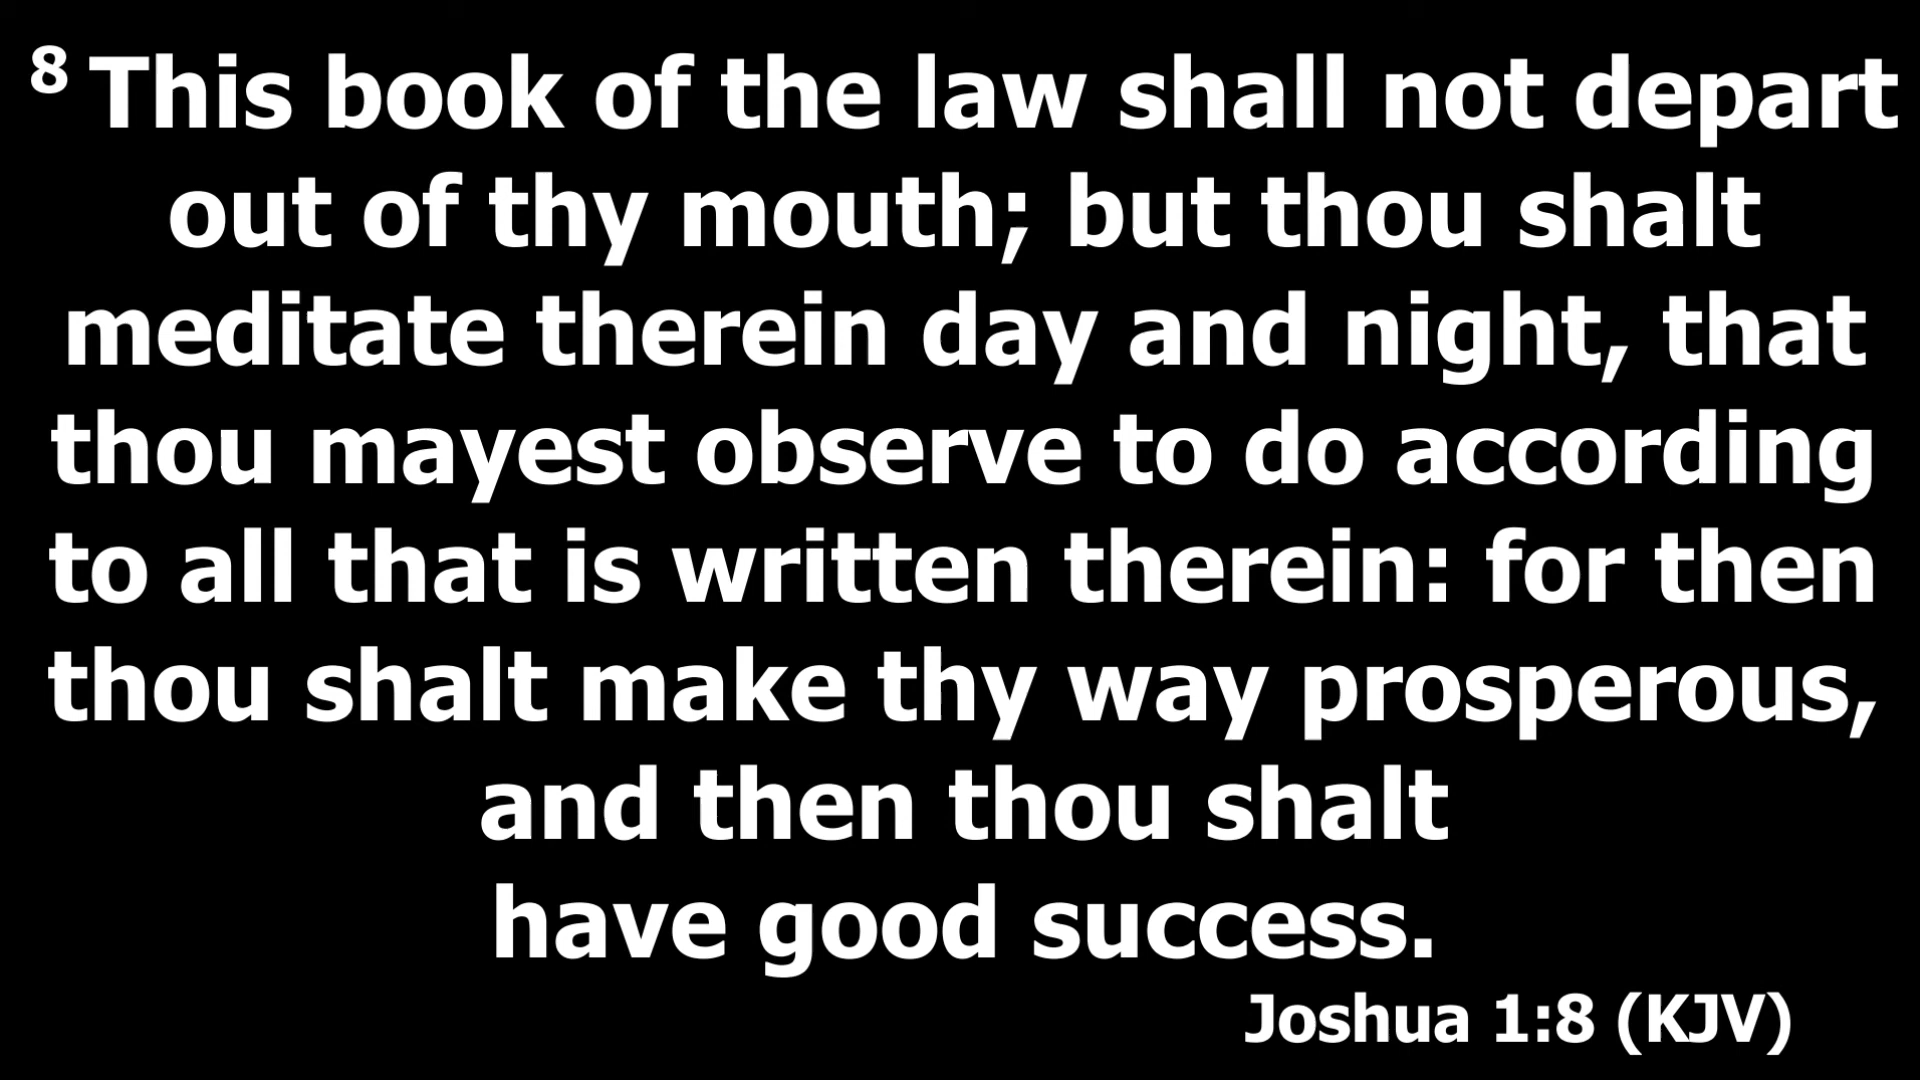 8 This book of the law shall not depart
out of thy mouth; but thou shalt
meditate therein day and night, that
thou mayest observe to do according
to all that is written therein: for then
thou shalt make thy way prosperous,
and then thou shalt
have good success.
Joshua 1:8 (KJV)